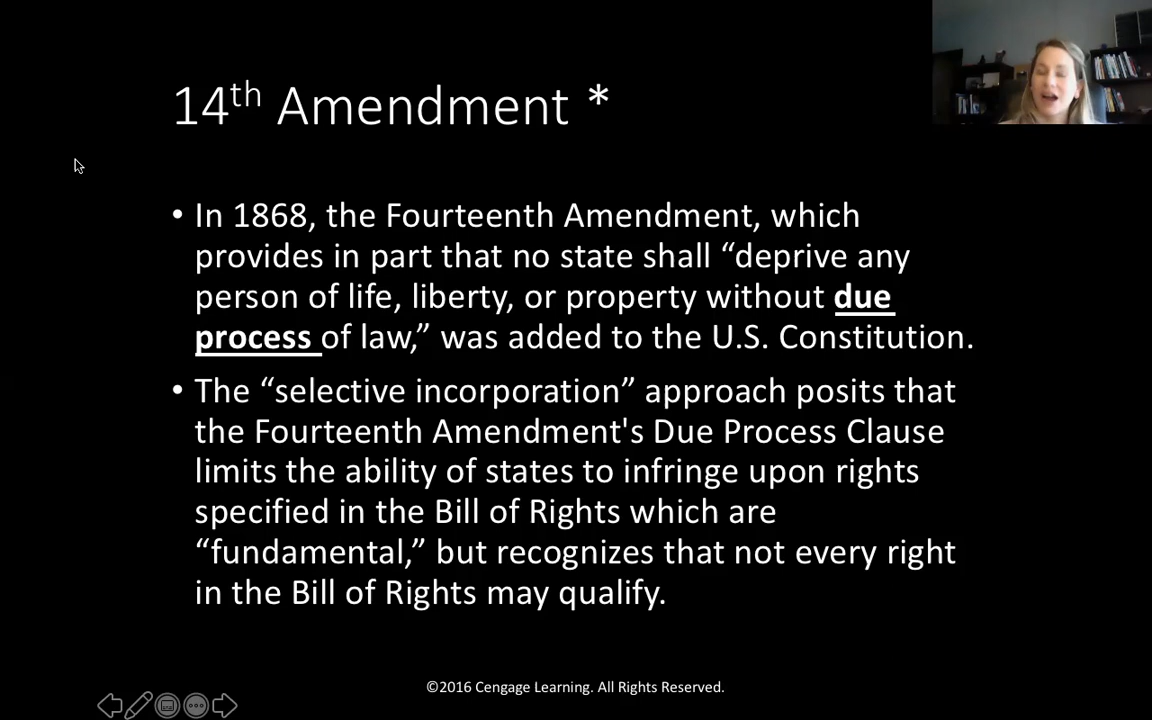 14th Amendment *
• In 1868, the Fourteenth Amendment, which
provides in part that no state shall “deprive any
person of life, liberty, or property without due
process of law,” was added to the U.S. Constitution.
• The “selective incorporation” approach posits that
the Fourteenth Amendment's Due Process Clause
limits the ability of states to infringe upon rights
specified in the Bill of Rights which are
“fundamental,” but recognizes that not every right
in the Bill of Rights may qualify.
©2016 Cengage Learning. All Rights Reserved.